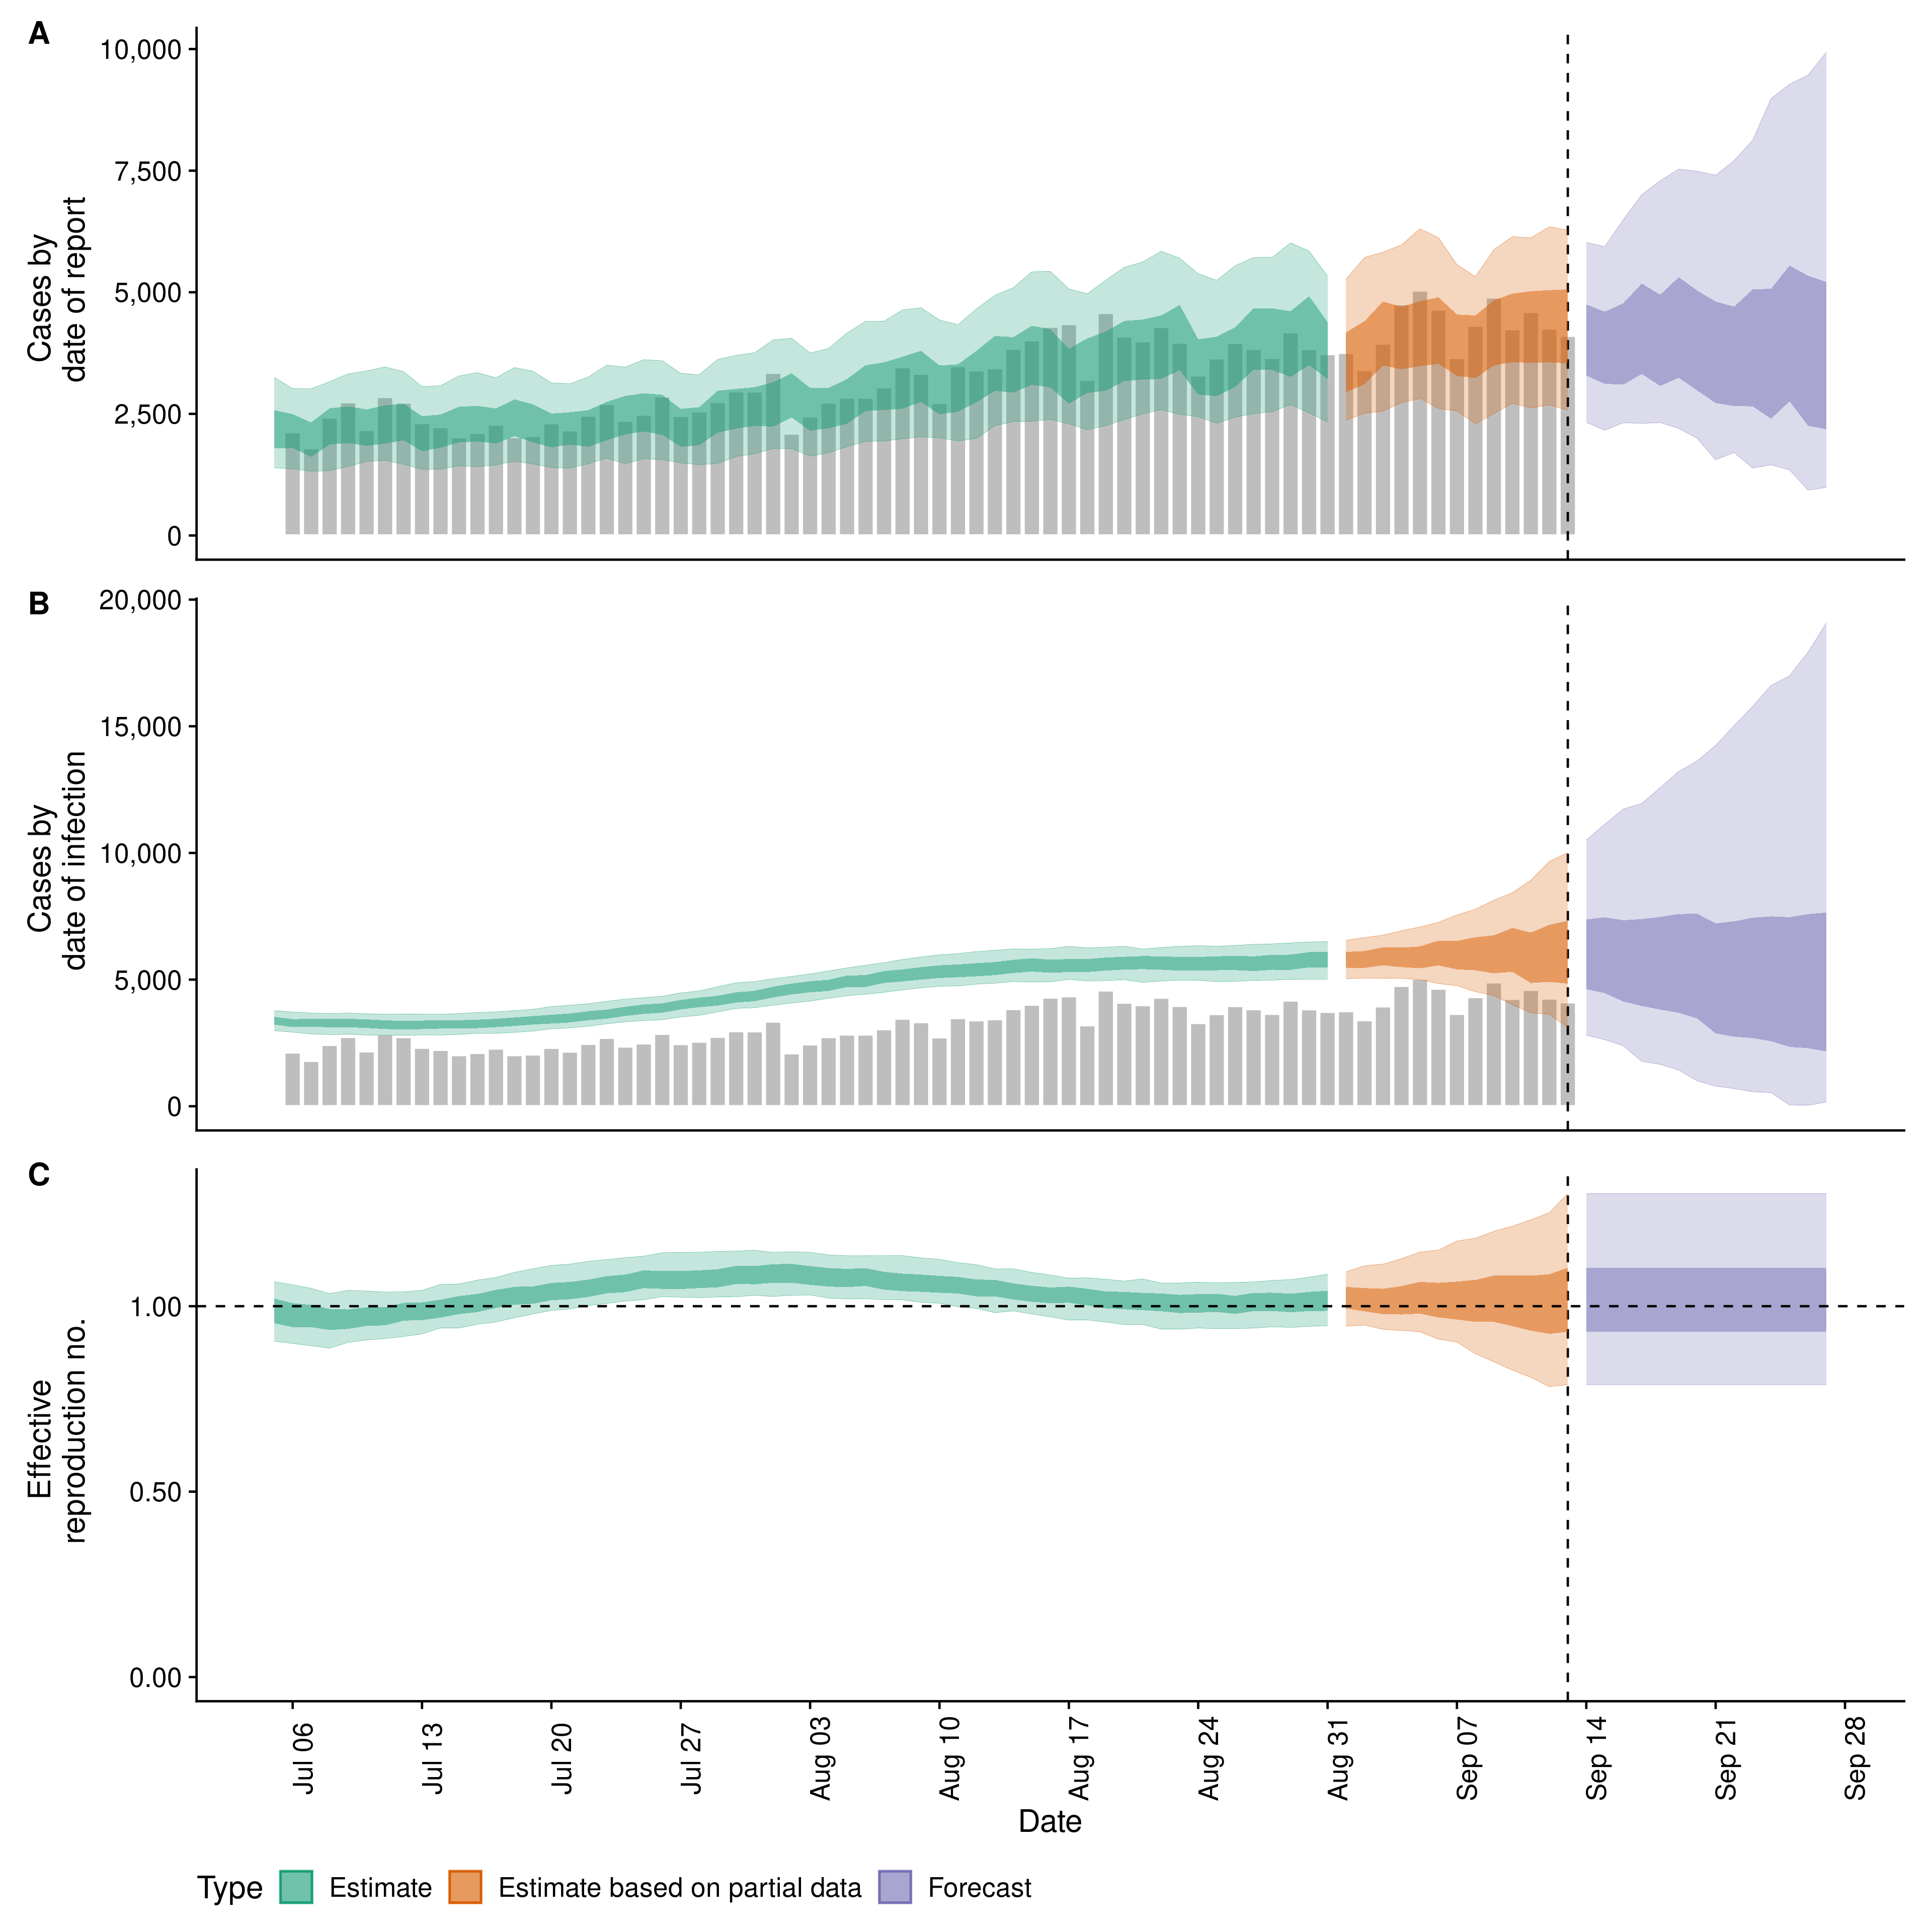 A
10,000
7,500
5,000
2,500
0
Cases by
date of report
B
20,000
15,000
10,000
5,000
0
Cases by
date of infection
C
1.00
0.50
0.00
Effective
reproduction no.
Jul 06
Jul 13
Jul 20
Jul 27
Aug 03
Aug 10
Aug 17
Aug 24
Aug 31
Sep 07
Sep 14
Sep 21
Sep 28
Date
Type Estimate Estimate based on partial data Forecast